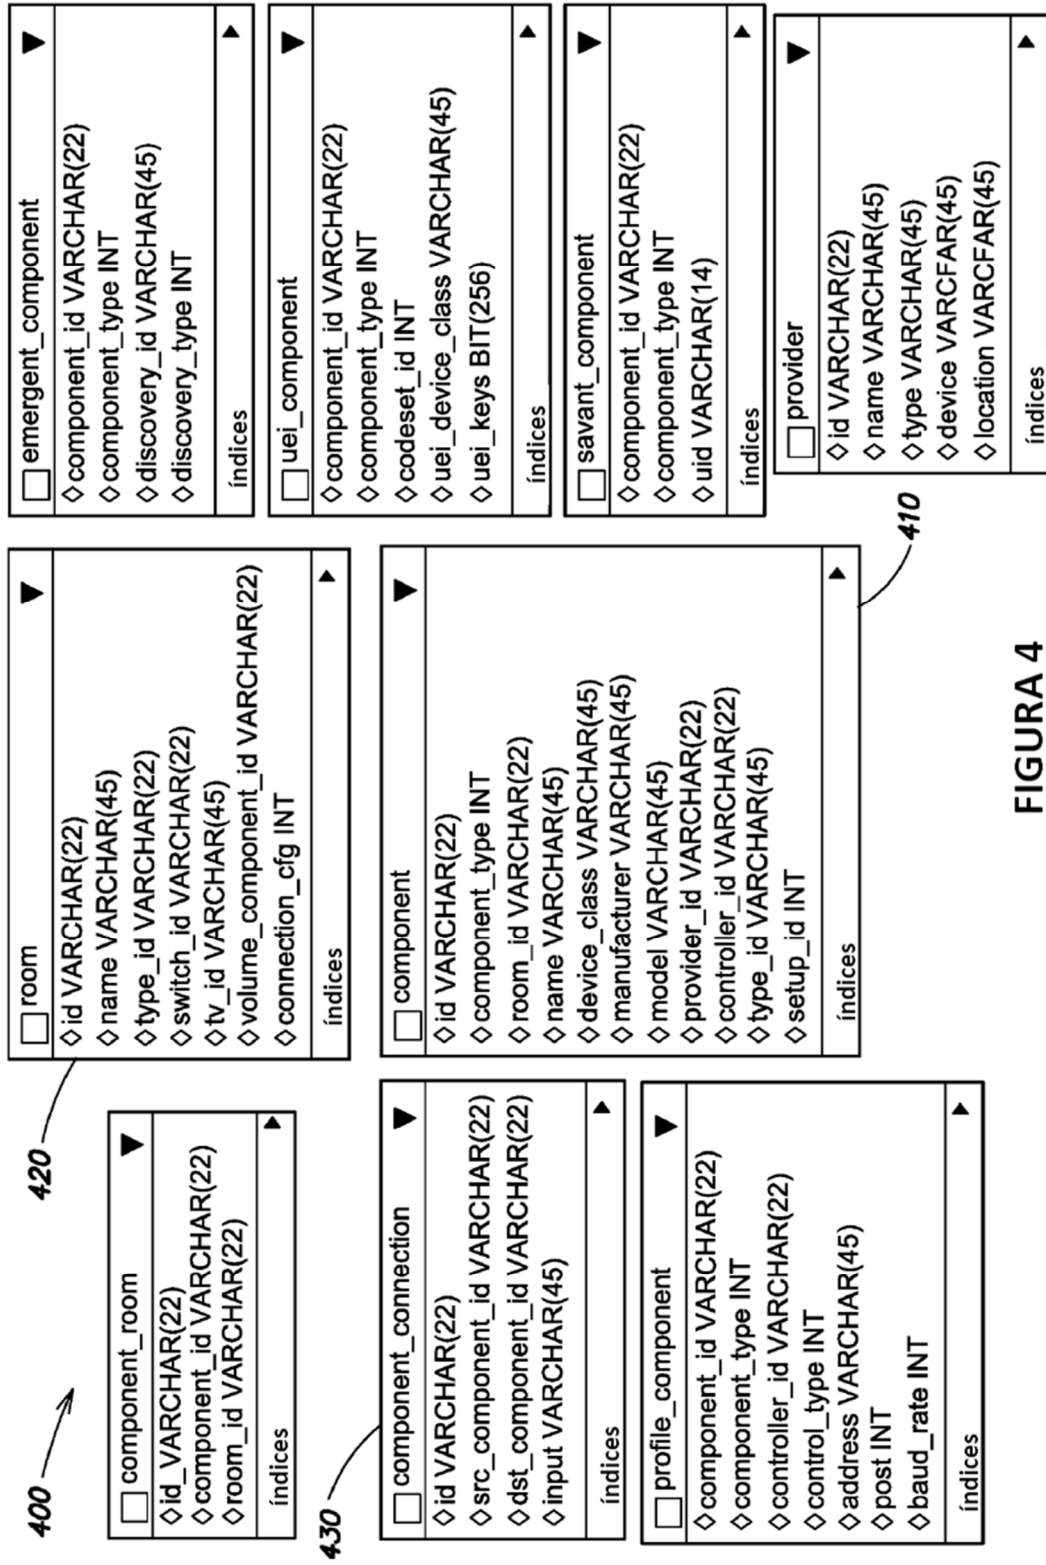 400
component_room
id_VARCHAR(22)
component_id VARCHAR(22)
room_id VARCHAR(22)
índices
420
room
id VARCHAR(22)
name VARCHAR(45)
type_id VARCHAR(22)
switch_id VARCHAR(22)
tv_id VARCHAR(45)
volume_component_id VARCHAR(22)
connection_cfg INT
índices
emergent_component
component_id VARCHAR(22)
component_type INT
discovery_id VARCHAR(45)
discovery_type INT
índices
430
component_connection
id VARCHAR(22)
src_component_id VARCHAR(22)
dst_component_id VARCHAR(22)
input VARCHAR(45)
índices
component
id VARCHAR(22)
component_type INT
room_id VARCHAR(22)
name VARCHAR(45)
device_class VARCHAR(45)
manufacturer VARCHAR(45)
model VARCHAR(45)
provider_id VARCHAR(22)
controller_id VARCHAR(22)
type_id VARCHAR(45)
setup_id INT
índices
410
uei_component
component_id VARCHAR(22)
component_type INT
codeset_id INT
uei_device_class VARCHAR(45)
uei_keys BIT(256)
índices
savant_component
component_id VARCHAR(22)
component_type INT
uid VARCHAR(14)
índices
profile_component
component_id VARCHAR(22)
component_type INT
controller_id VARCHAR(22)
control_type INT
address VARCHAR(45)
post INT
baud_rate INT
índices
provider
id VARCHAR(22)
name VARCHAR(45)
type VARCHAR(45)
device VARCFAR(45)
location VARCFAR(45)
índices
FIGURA 4